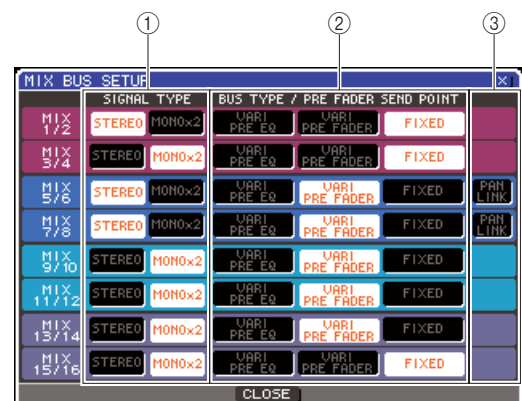 ① ② ③
MIX BUS SETUP X
SIGNAL TYPE BUS TYPE / PRE FADER SEND POINT
MIX 1/2 STEREO MONO×2 VARI PRE EQ VARI PRE FADER FIXED
MIX 3/4 STEREO MONO×2 VARI PRE EQ VARI PRE FADER FIXED
MIX 5/6 STEREO MONO×2 VARI PRE EQ VARI PRE FADER FIXED PAN LINK
MIX 7/8 STEREO MONO×2 VARI PRE EQ VARI PRE FADER FIXED PAN LINK
MIX 9/10 STEREO MONO×2 VARI PRE EQ VARI PRE FADER FIXED
MIX 11/12 STEREO MONO×2 VARI PRE EQ VARI PRE FADER FIXED
MIX 13/14 STEREO MONO×2 VARI PRE EQ VARI PRE FADER FIXED
MIX 15/16 STEREO MONO×2 VARI PRE EQ VARI PRE FADER FIXED
CLOSE